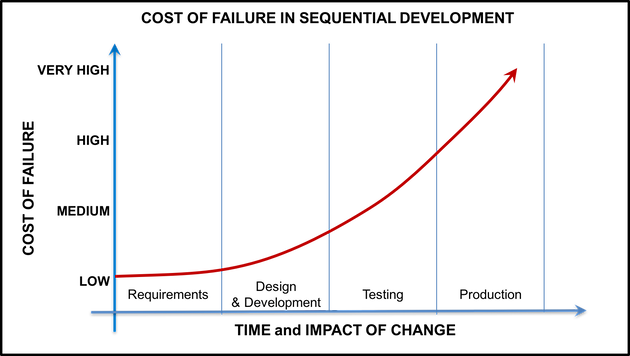 COST OF FAILURE IN SEQUENTIAL DEVELOPMENT
VERY HIGH
HIGH
MEDIUM
LOW
COST OF FAILURE
Requirements
Design
& Development
Testing
Production
TIME and IMPACT OF CHANGE